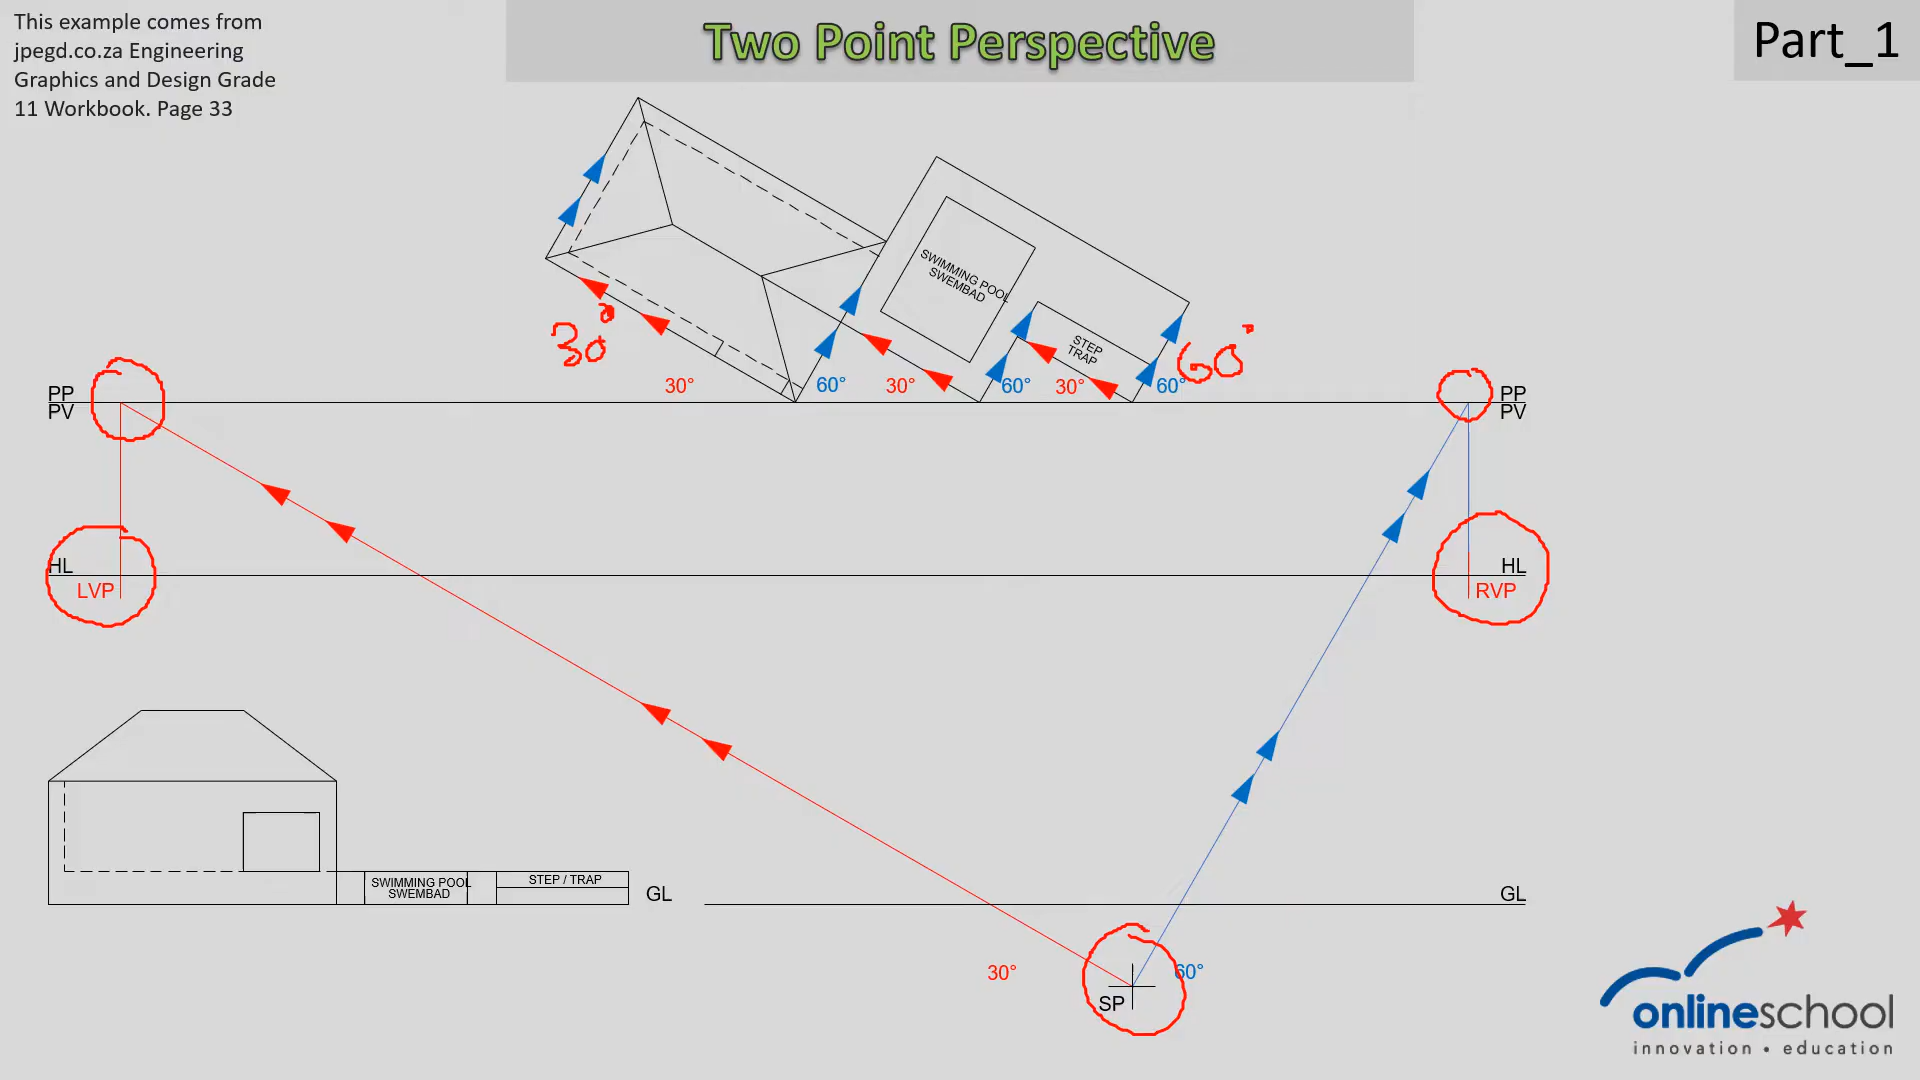 This example comes from
jpegd.co.za Engineering
Graphics and Design Grade
11 Workbook. Page 33
Two Point Perspective
Part_1
SWIMMING POOL
SWEMBAD
STEP
TRAP
30°
60°
30°
60°
30°
60°
30°
60°
PP
PV
PP
PV
HL
LVP
HL
RVP
SWIMMING POOL
SWEMBAD
STEP / TRAP
GL
GL
30°
60°
SP
onlineschool
innovation • education